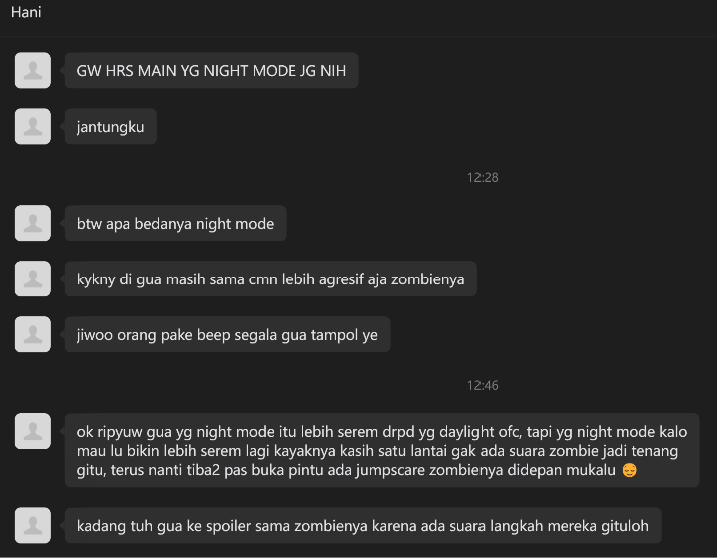 Hani
GW HRS MAIN YG NIGHT MODE JG NIH
jantungku
12:28
btw apa bedanya night mode
kykny di gua masih sama cmn lebih agresif aja zombienya
jiwoo orang pake beep segala gua tampol ye
12:46
ok ripyuw gua yg night mode itu lebih serem drpd yg daylight ofc, tapi yg night mode kalo
mau lu bikin lebih serem lagi kayaknya kasih satu lantai gak ada suara zombie jadi tenang
gitu, terus nanti tiba2 pas buka pintu ada jumpscare zombienya didepan mukalu 😔
kadang tuh gua ke spoiler sama zombienya karena ada suara langkah mereka gituloh